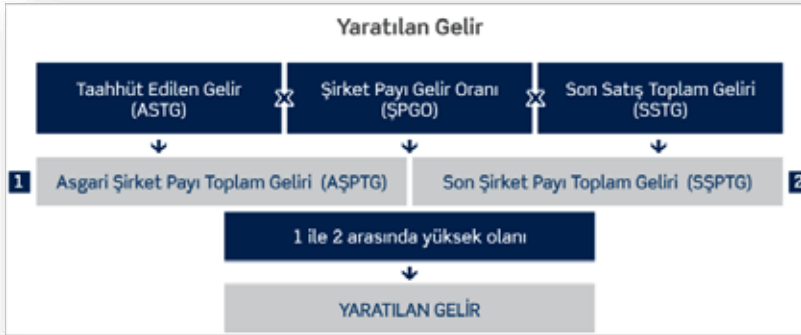 Yaratılan Gelir
Taahhüt Edilen Gelir
(ASTG)
Şirket Payı Gelir Oranı
(ŞPGO)
Son Satış Toplam Geliri
(SSTG)
1
Asgari Şirket Payı Toplam Geliri (AŞPTG)
Son Şirket Payı Toplam Geliri (SŞPTG)
2
1 ile 2 arasında yüksek olanı
YARATILAN GELİR